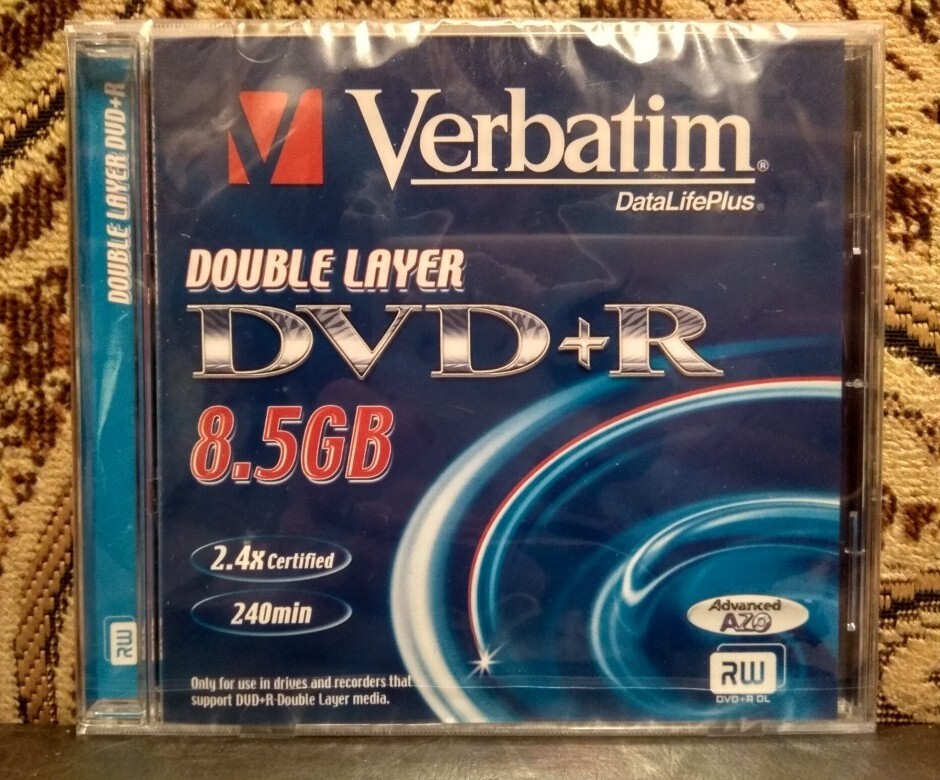 DOUBLE LAYER DVD+R
RW
Verbatim®
DataLifePlus®
DOUBLE LAYER
DVD+R
8.5GB
2.4x Certified
240min
Advanced
AZO
RW
DVD+R DL
Only for use in drives and recorders that
support DVD+R Double Layer media.